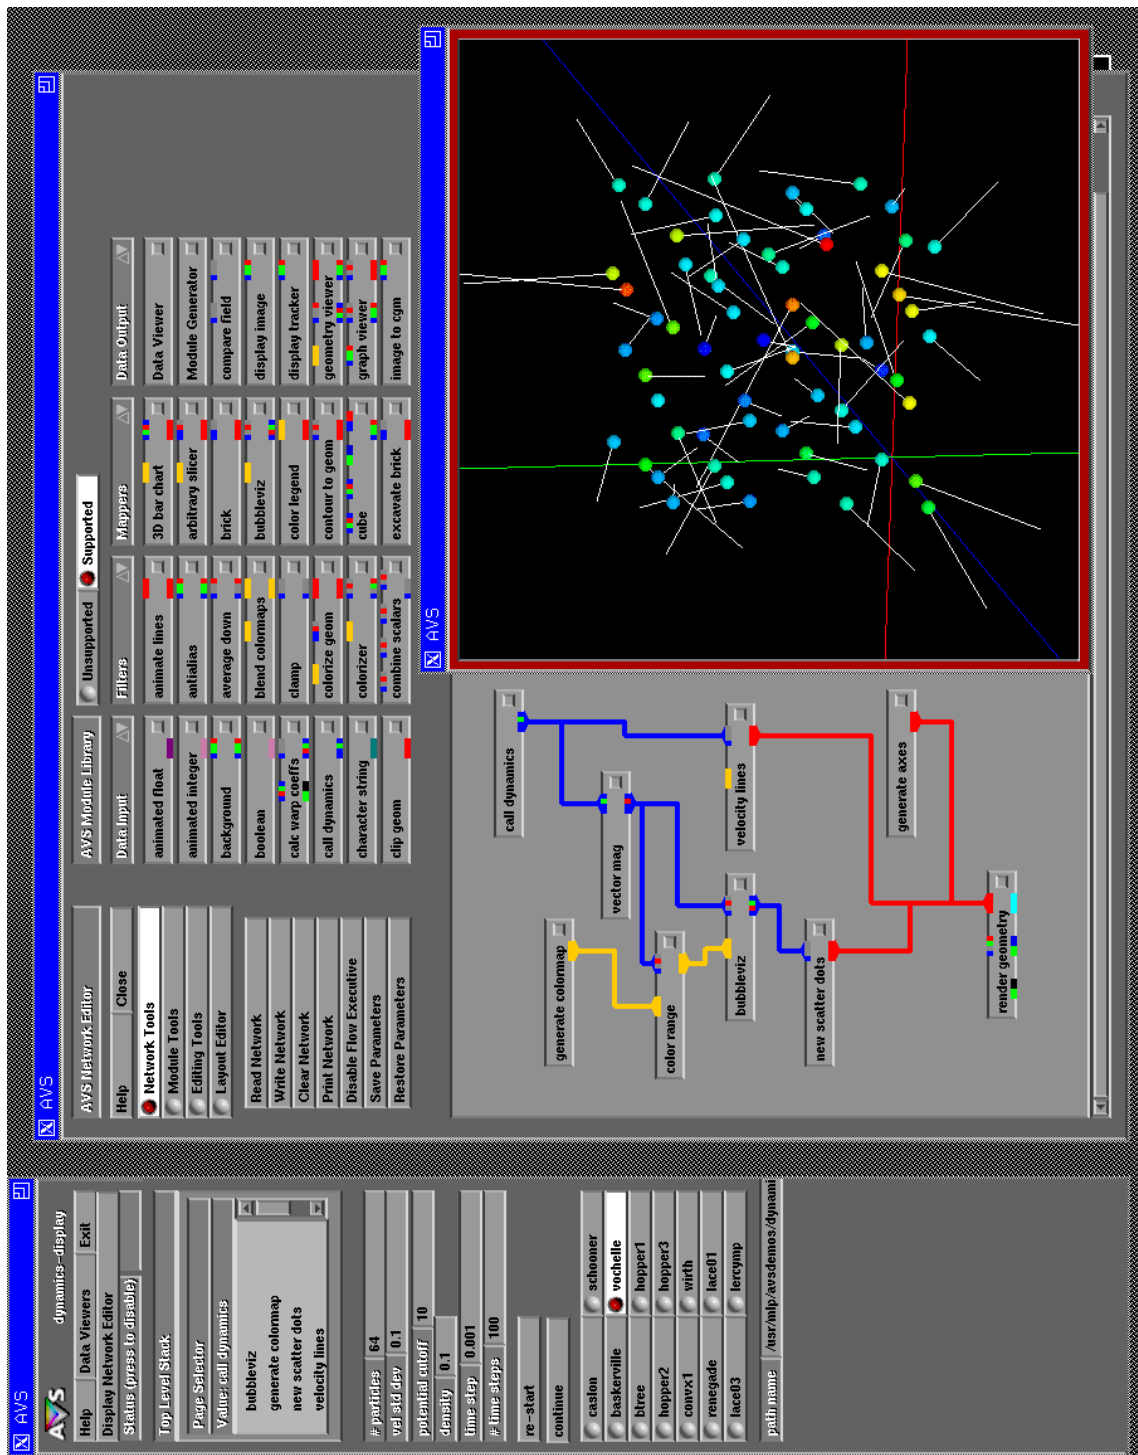 AVS
AVS dynamics-display
Help Data Viewers Exit
Display Network Editor
Status (press to disable)
Top Level Stack
Page Selector
Value: call dynamics
bubbleviz
generate colormap
new scatter dots
velocity lines
# particles 64
vel std dev 0.1
potential cutoff 10
density 0.1
time step 0.001
# time steps 100
re-start
continue
caslon schooner
baskerville vochelle
btree hopper1
hopper2 hopper3
convx1 wirth
renegade lace01
lace03 lercymp
path name /usr/mlp/avsdemos/dynami
AVS
AVS Network Editor
Help Close
Network Tools
Module Tools
Editing Tools
Layout Editor
Read Network
Write Network
Clear Network
Print Network
Disable Flow Executive
Save Parameters
Restore Parameters
AVS Module Library Unsupported Supported
Data Input Filters Mappers Data Output
animated float animate lines 3D bar chart Data Viewer
animated integer antialias arbitrary slicer Module Generator
background average down brick compare field
boolean blend colormaps bubbleviz display image
calc warp coeffs clamp color legend display tracker
call dynamics colorize geom contour to geom geometry viewer
character string colorizer cube graph viewer
clip geom combine scalars excavate brick image to cgm
call dynamics
generate colormap
vector mag
color range
bubbleviz
velocity lines
new scatter dots
generate axes
render geometry
AVS